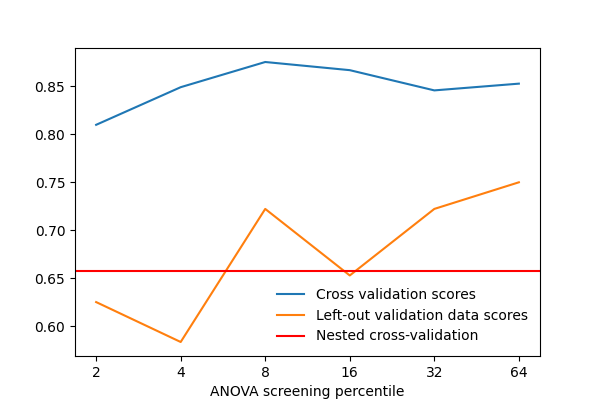 0.85
0.80
0.75
0.70
0.65
0.60
Cross validation scores
Left-out validation data scores
Nested cross-validation
2 4 8 16 32 64
ANOVA screening percentile